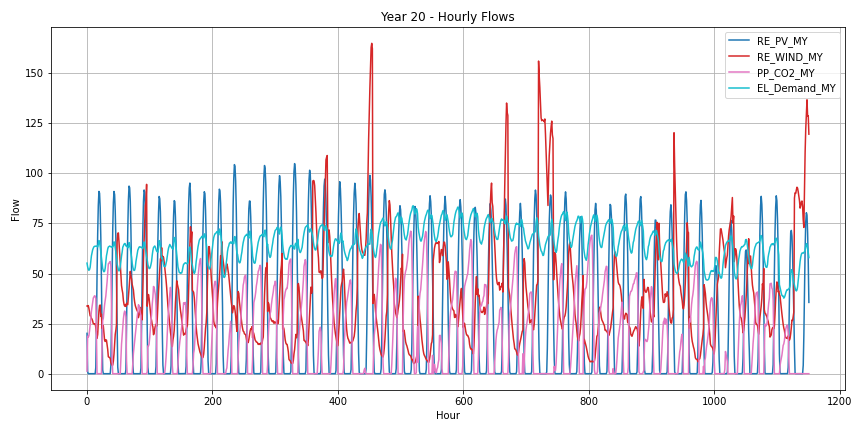 Year 20 - Hourly Flows
RE_PV_MY
RE_WIND_MY
PP_CO2_MY
EL_Demand_MY
Flow
150
125
100
75
50
25
0
0 200 400 600 800 1000 1200
Hour